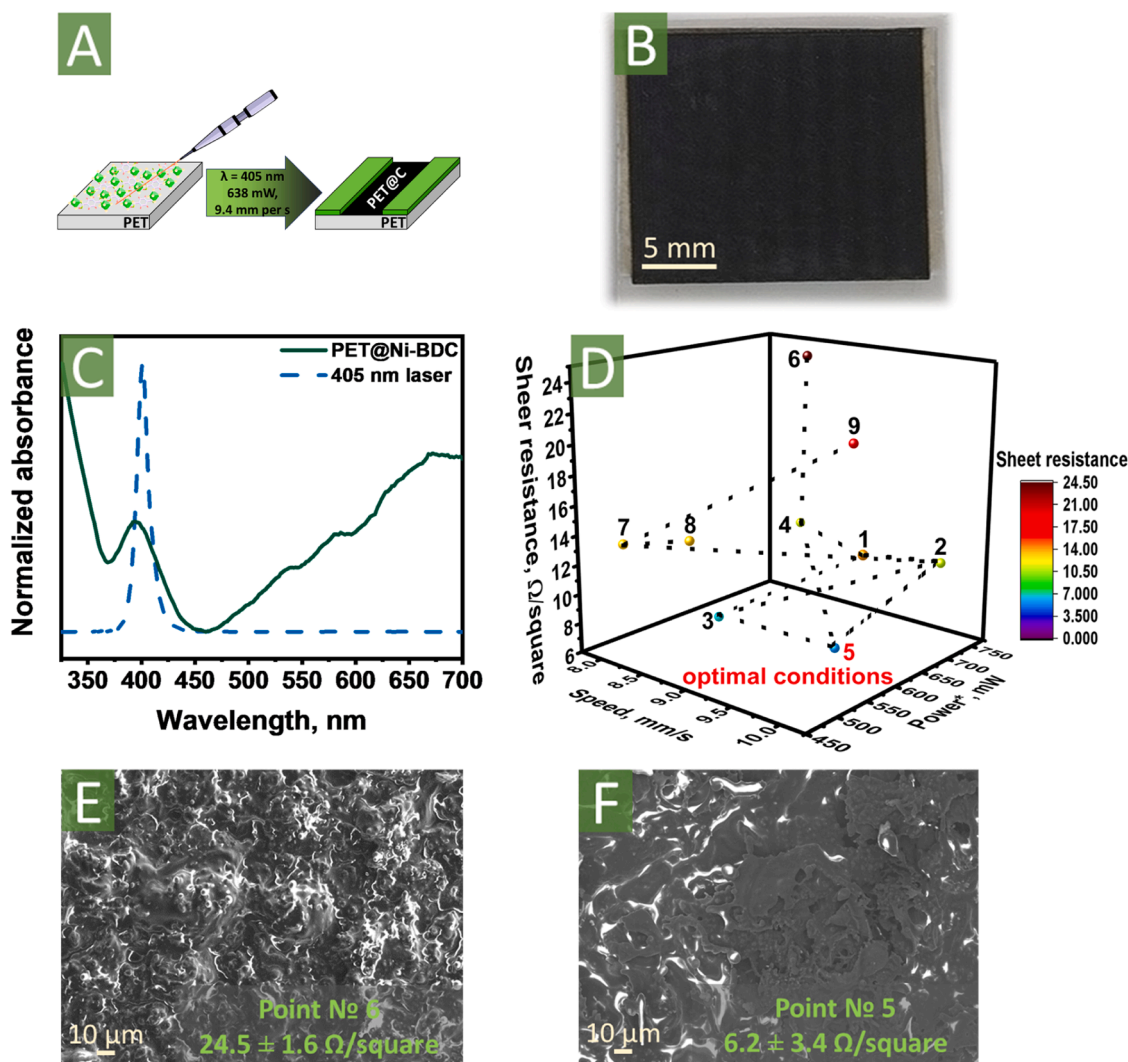 A
λ = 405 nm
638 mW,
9.4 mm per s
PET
PET@C
PET
B
5 mm
C
PET@Ni-BDC
405 nm laser
Normalized absorbance
350 400 450 500 550 600 650 700
Wavelength, nm
D
Sheer resistance, Ω/square
24
22
20
18
16
14
12
10
8
6
8.0
8.5
9.0
9.5
10.0
Speed, mm/s
450
500
550
600
650
700
750
Power*, mW
6
9
7
8
4
1
2
3
5
optimal conditions
Sheet resistance
24.50
21.00
17.50
14.00
10.50
7.000
3.500
0.000
E
Point № 6
24.5 ± 1.6 Ω/square
10 µm
F
Point № 5
6.2 ± 3.4 Ω/square
10 µm